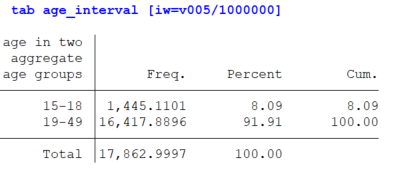 tab age_interval [iw=v005/1000000]
age in two
aggregate
age groups Freq. Percent Cum.
15-18 1,445.1101 8.09 8.09
19-49 16,417.8896 91.91 100.00
Total 17,862.9997 100.00